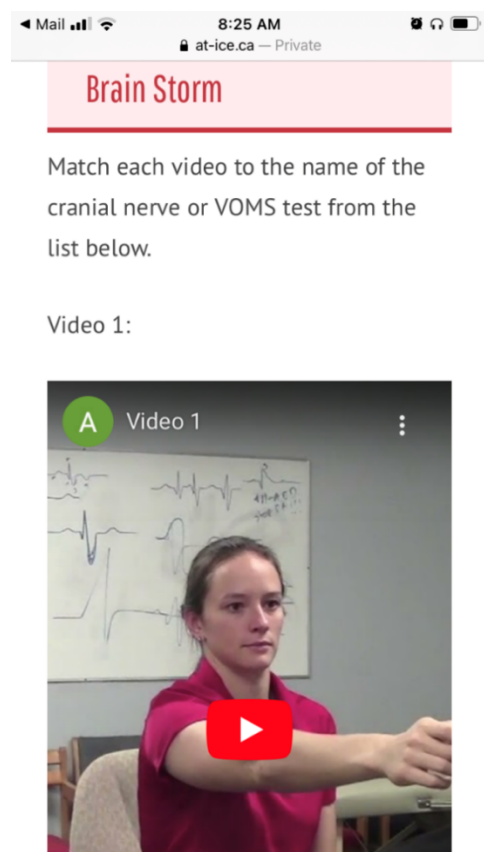 Mail
8:25 AM
at-ice.ca — Private
Brain Storm
Match each video to the name of the
cranial nerve or VOMS test from the
list below.
Video 1:
A Video 1